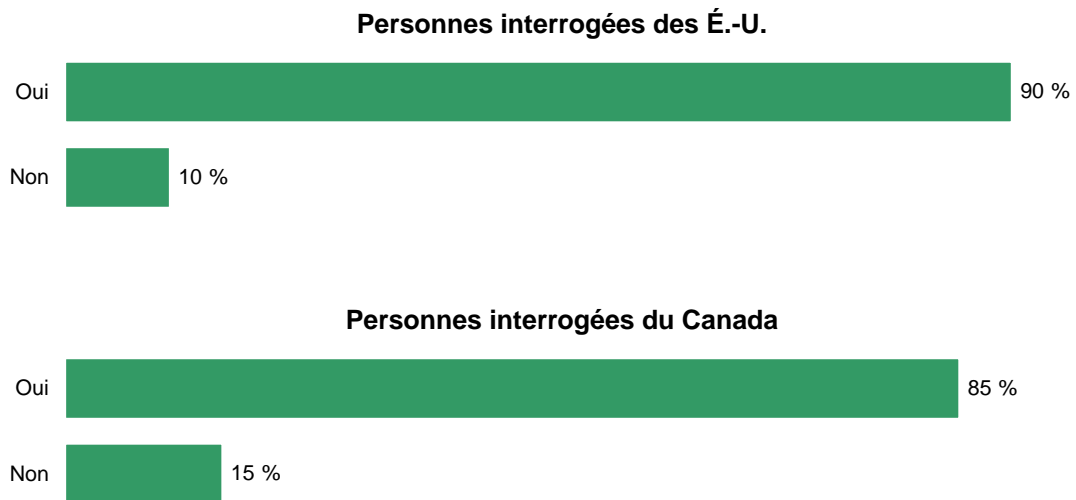 Personnes interrogées des É.-U.
Oui 90 %
Non 10 %
Personnes interrogées du Canada
Oui 85 %
Non 15 %